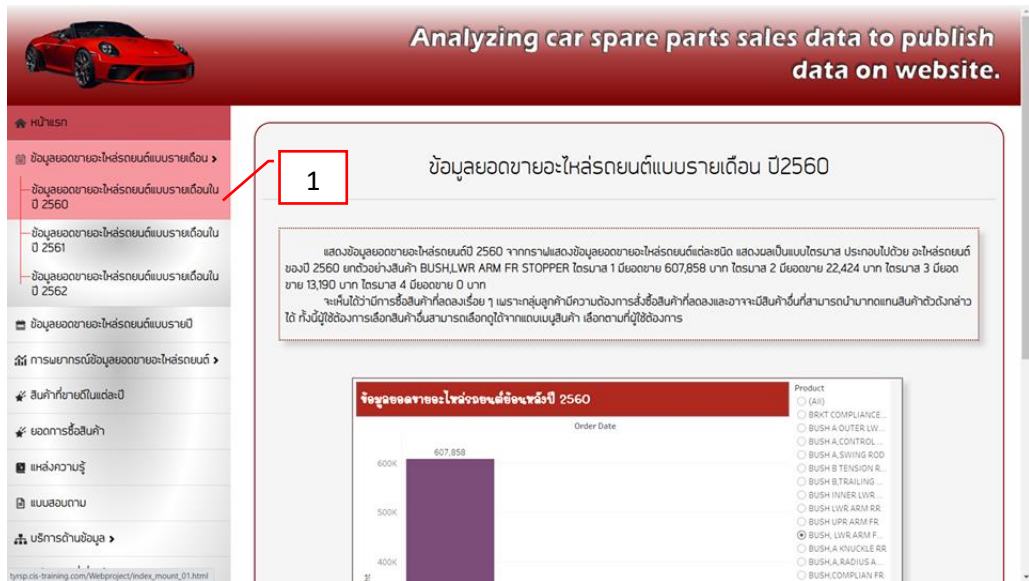 Analyzing car spare parts sales data to publish
data on website.
หน้าแรก
ข้อมูลยอดขายอะไหล่รถยนต์แบบรายเดือน
ข้อมูลยอดขายอะไหล่รถยนต์แบบรายเดือนใน
ปี 2560
ข้อมูลยอดขายอะไหล่รถยนต์แบบรายเดือนใน
ปี 2561
ข้อมูลยอดขายอะไหล่รถยนต์แบบรายเดือนใน
ปี 2562
ข้อมูลยอดขายอะไหล่รถยนต์แบบรายปี
การพยากรณ์ข้อมูลยอดขายอะไหล่รถยนต์
สินค้าที่ขายดีในแต่ละปี
ยอดการซื้อสินค้า
แหล่งความรู้
แบบสอบถาม
บริการด้านข้อมูล
tyrsp.cis-training.com/Webproject/index_mount_01.html
1
ข้อมูลยอดขายอะไหล่รถยนต์แบบรายเดือน ปี2560
แสดงข้อมูลยอดขายอะไหล่รถยนต์ปี 2560 จากกราฟแสดงข้อมูลยอดขายอะไหล่รถยนต์แต่ละชนิด แสดงผลเป็นแบบไตรมาส ประกอบไปด้วย อะไหล่รถยนต์
ของปี 2560 ยกตัวอย่างสินค้า BUSH,LWR ARM FR STOPPER ไตรมาส 1 มียอดขาย 607,858 บาท ไตรมาส 2 มียอดขาย 22,424 บาท ไตรมาส 3 มียอด
ขาย 13,190 บาท ไตรมาส 4 มียอดขาย 0 บาท
จะเห็นได้ว่ามีการซื้อสินค้าที่ลดลงเรื่อย ๆ เพราะกลุ่มลูกค้ามีความต้องการสั่งซื้อสินค้าที่ลดลงและอาจจะมีสินค้าอื่นที่สามารถนำมาทดแทนสินค้าตัวดังกล่าว
ได้ ทั้งนี้ผู้ใช้ต้องการเลือกสินค้าอื่นสามารถเลือกดูได้จากแถบเมนูสินค้า เลือกตามที่ผู้ใช้ต้องการ
ข้อมูลยอดขายอะไหล่รถยนต์ย้อนหลังปี 2560
Order Date
607,858
600K
500K
400K
Product
(All)
BRKT COMPLIANCE...
BUSH A OUTER LW...
BUSH A,CONTROL ...
BUSH A,SWING ROD
BUSH B TENSION R...
BUSH B,TRAILING ...
BUSH INNER LWR ...
BUSH LWR ARM RR
BUSH UPR ARM FR
BUSH, LWR ARM F...
BUSH,A KNUCKLE RR
BUSH,A,RADIUS A...
BUSH,COMPLIAN FR